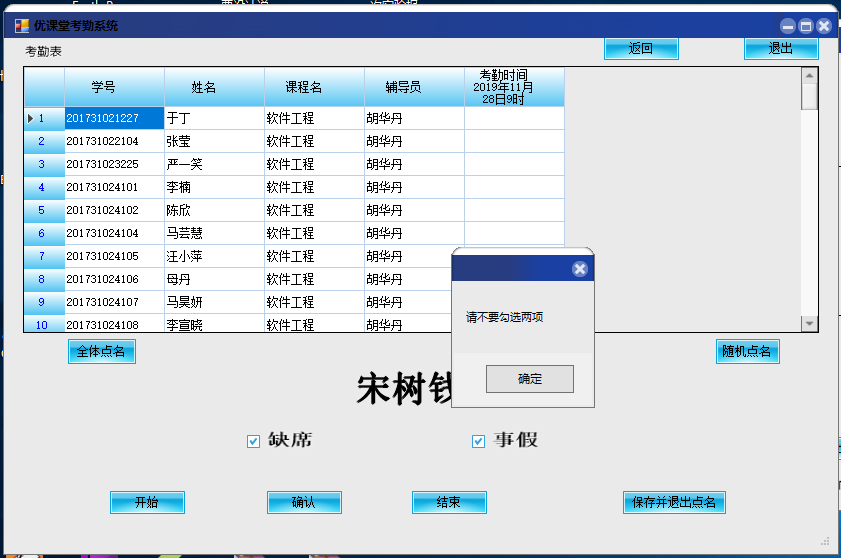 优课堂考勤系统
考勤表
返回
退出
学号 姓名 课程名 辅导员 考勤时间
2019年11月
28日9时
1 201731021227 于丁 软件工程 胡华丹
2 201731022104 张莹 软件工程 胡华丹
3 201731023225 严一笑 软件工程 胡华丹
4 201731024101 李楠 软件工程 胡华丹
5 201731024102 陈欣 软件工程 胡华丹
6 201731024104 马芸慧 软件工程 胡华丹
7 201731024105 汪小萍 软件工程 胡华丹
8 201731024106 母丹 软件工程 胡华丹
9 201731024107 马昊妍 软件工程 胡华丹
10 201731024108 李宣晓 软件工程 胡华丹
请不要勾选两项
确定
全体点名
随机点名
宋树钱
缺席
事假
开始
确认
结束
保存并退出点名